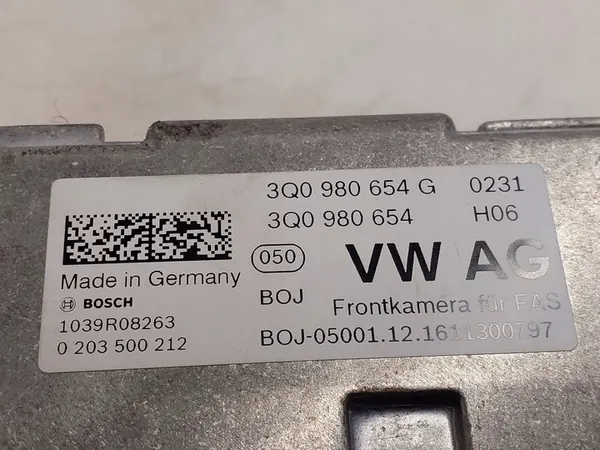 3Q0 980 654 G 0231
3Q0 980 654 H06
050
VW AG
Made in Germany
BOSCH
BOJ Frontkamera für FAS
1039R08263
BOJ-05001.12.1611300797
0 203 500 212